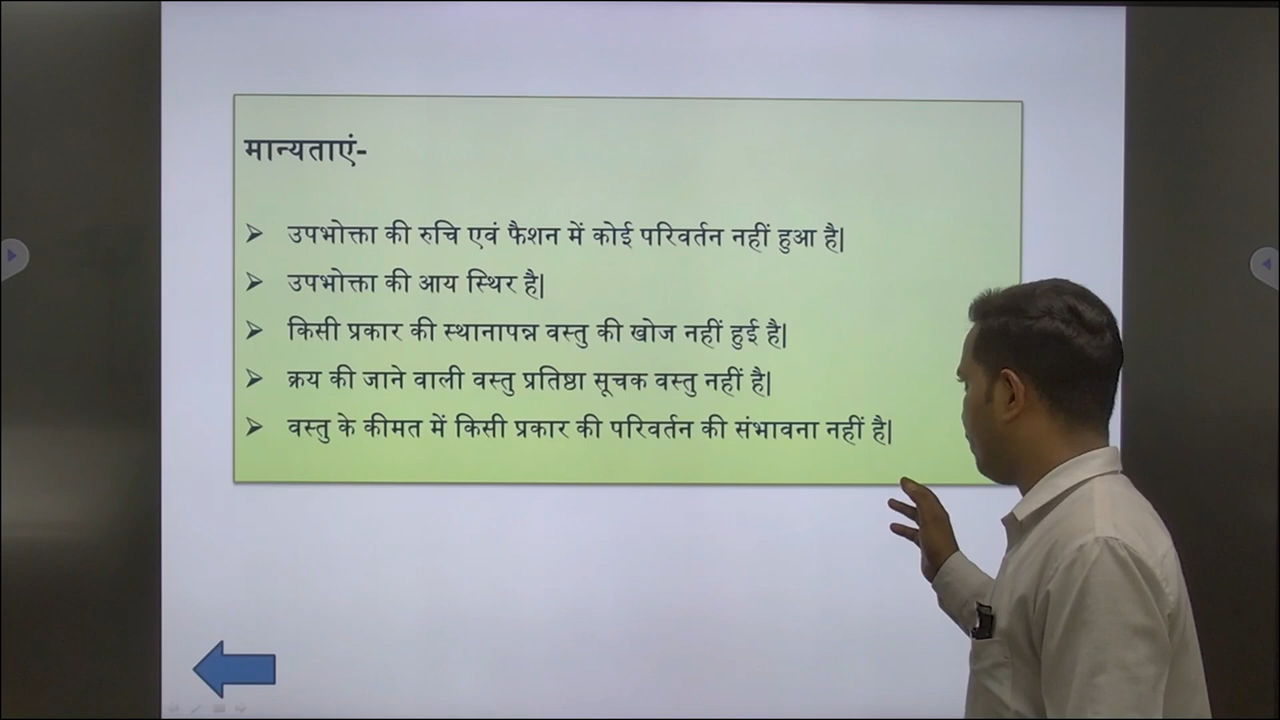 मान्यताएं-
➢ उपभोक्ता की रुचि एवं फैशन में कोई परिवर्तन नहीं हुआ है|
➢ उपभोक्ता की आय स्थिर है|
➢ किसी प्रकार की स्थानापन्न वस्तु की खोज नहीं हुई है|
➢ क्रय की जाने वाली वस्तु प्रतिष्ठा सूचक वस्तु नहीं है|
➢ वस्तु के कीमत में किसी प्रकार की परिवर्तन की संभावना नहीं है|